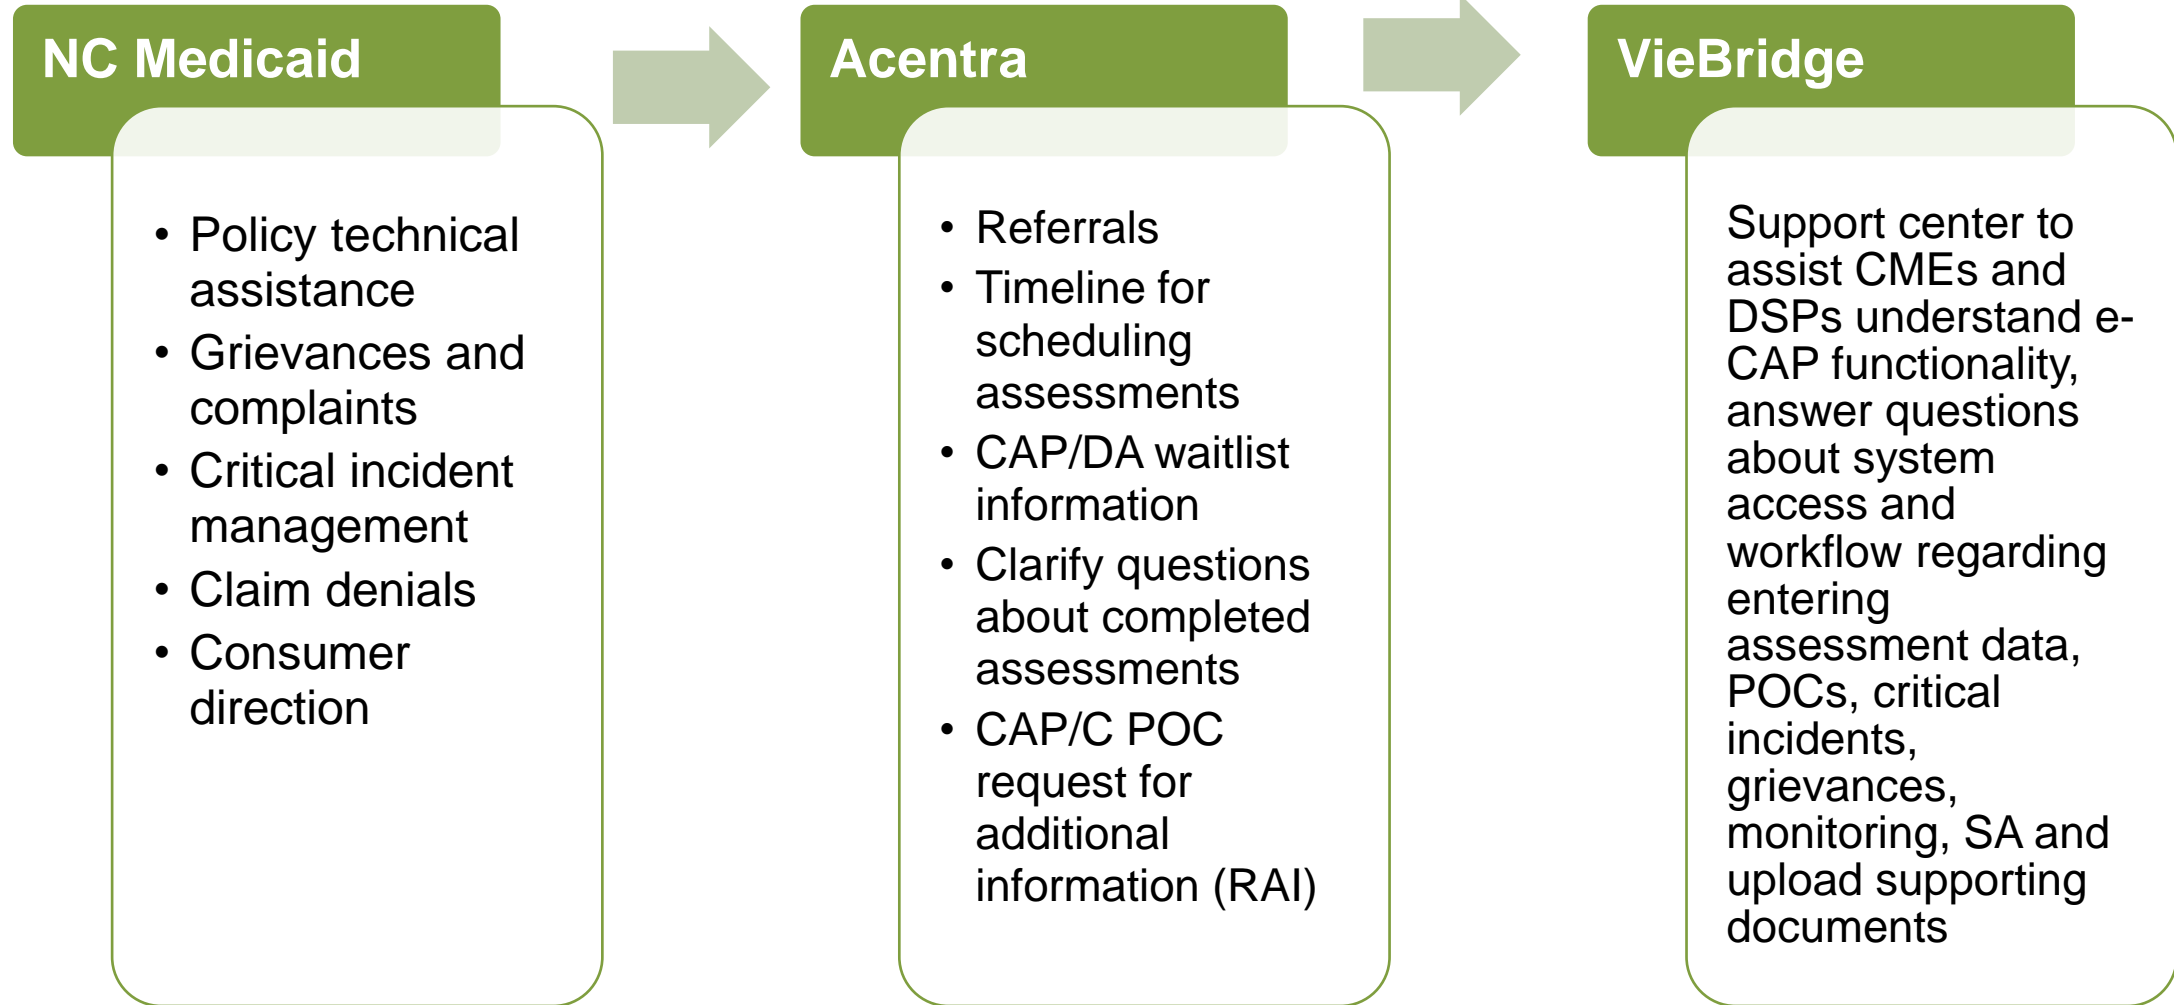 NC Medicaid
• Policy technical
assistance
• Grievances and
complaints
• Critical incident
management
• Claim denials
• Consumer
direction
Acentra
• Referrals
• Timeline for
scheduling
assessments
• CAP/DA waitlist
information
• Clarify questions
about completed
assessments
• CAP/C POC
request for
additional
information (RAI)
VieBridge
Support center to
assist CMEs and
DSPs understand e-
CAP functionality,
answer questions
about system
access and
workflow regarding
entering
assessment data,
POCs, critical
incidents,
grievances,
monitoring, SA and
upload supporting
documents